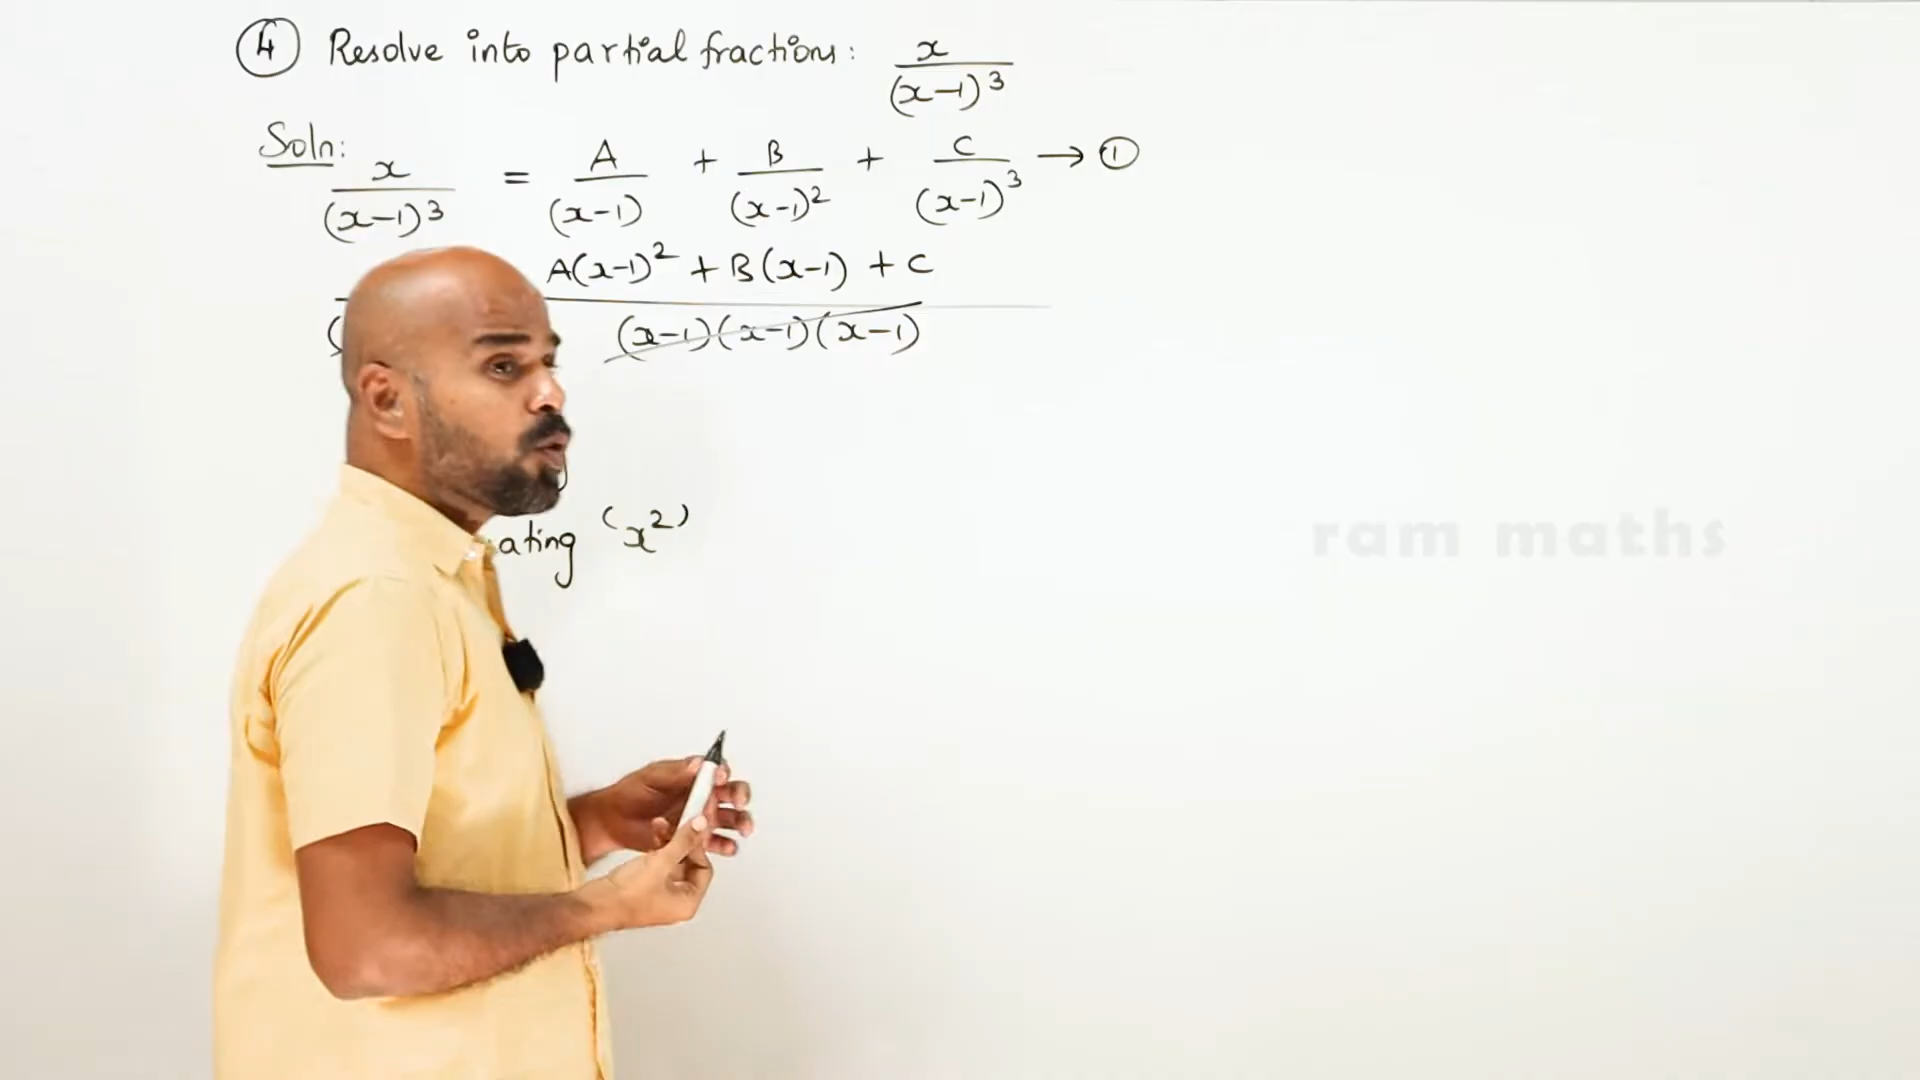 ④ Resolve into partial fractions: x/(x-1)³
Soln:
x/(x-1)³ = A/(x-1) + B/(x-1)² + C/(x-1)³ → ①
A(x-1)² + B(x-1) + C
(x-1)(x-1)(x-1)
ating (x²)
ram maths